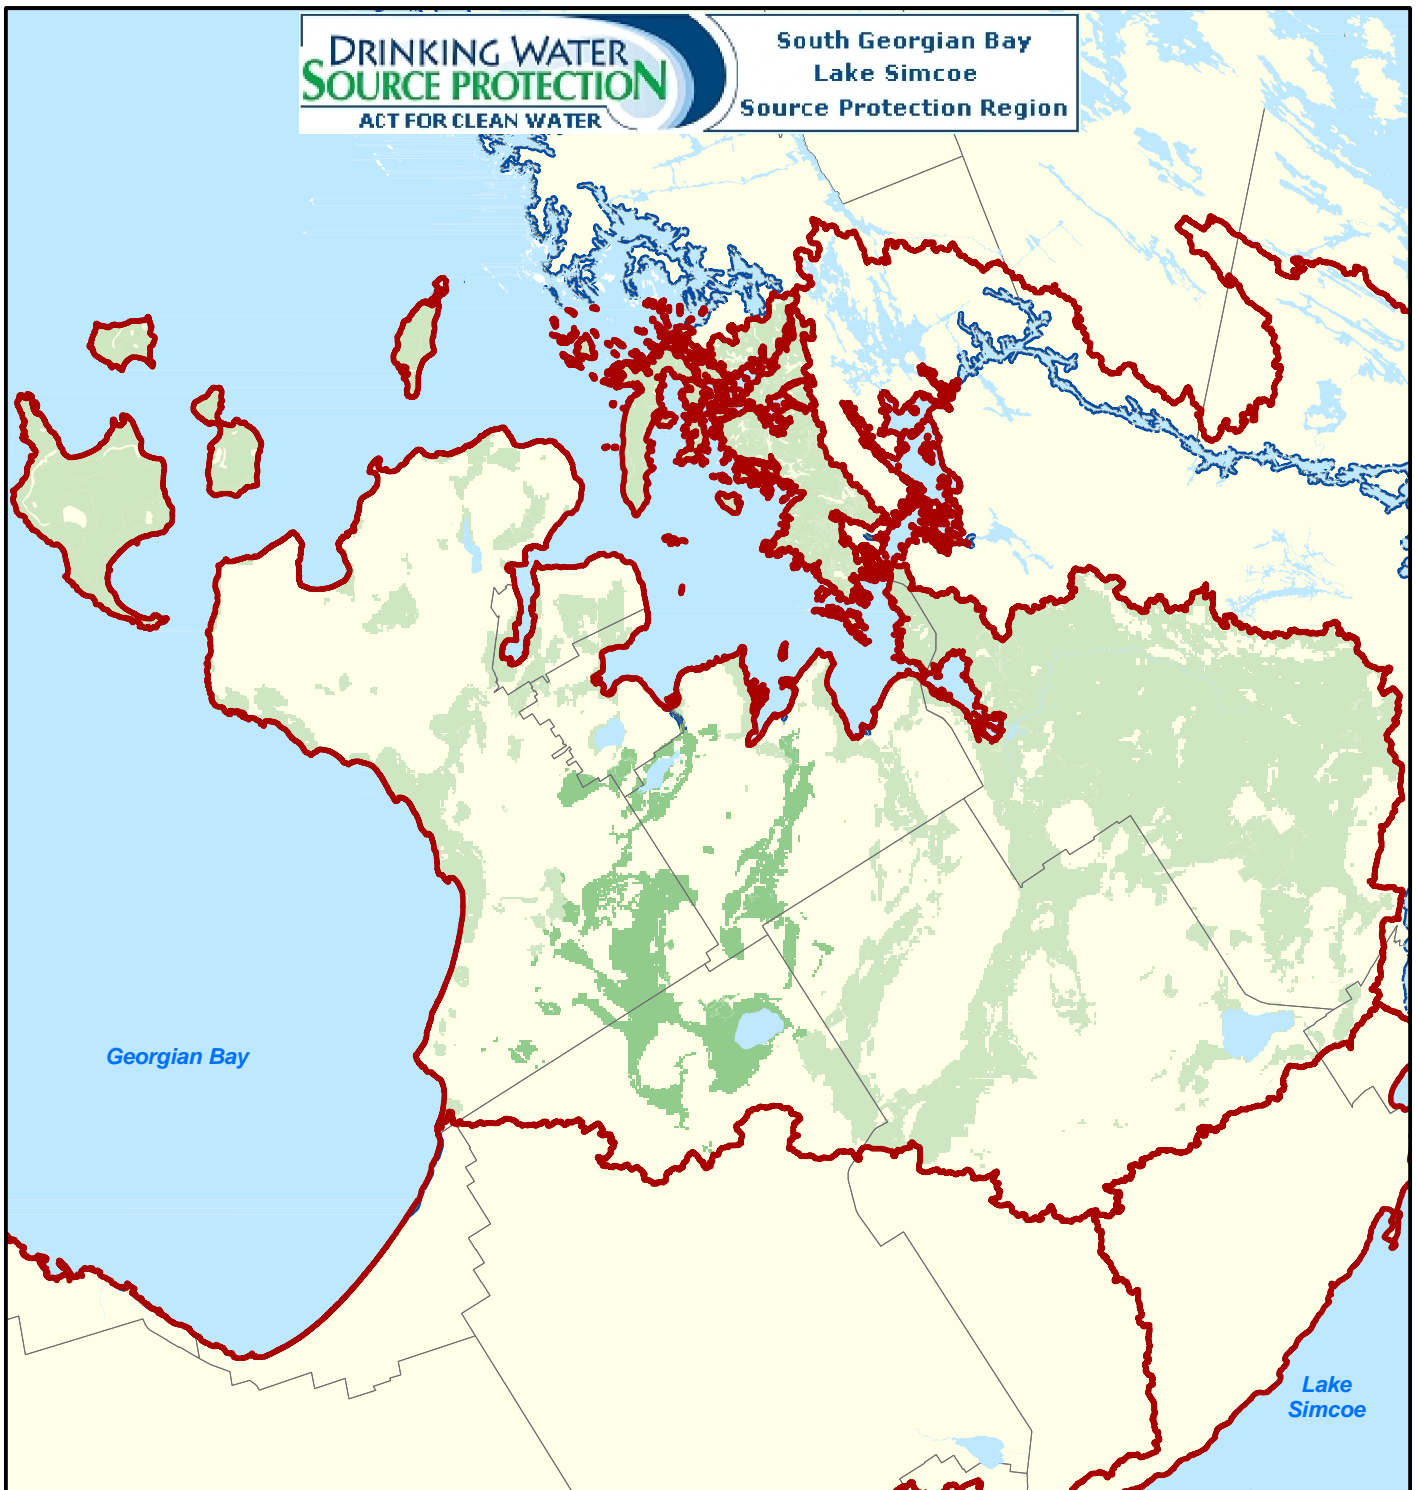 DRINKING WATER
SOURCE PROTECTION
ACT FOR CLEAN WATER
South Georgian Bay
Lake Simcoe
Source Protection Region
Georgian Bay
Lake
Simcoe